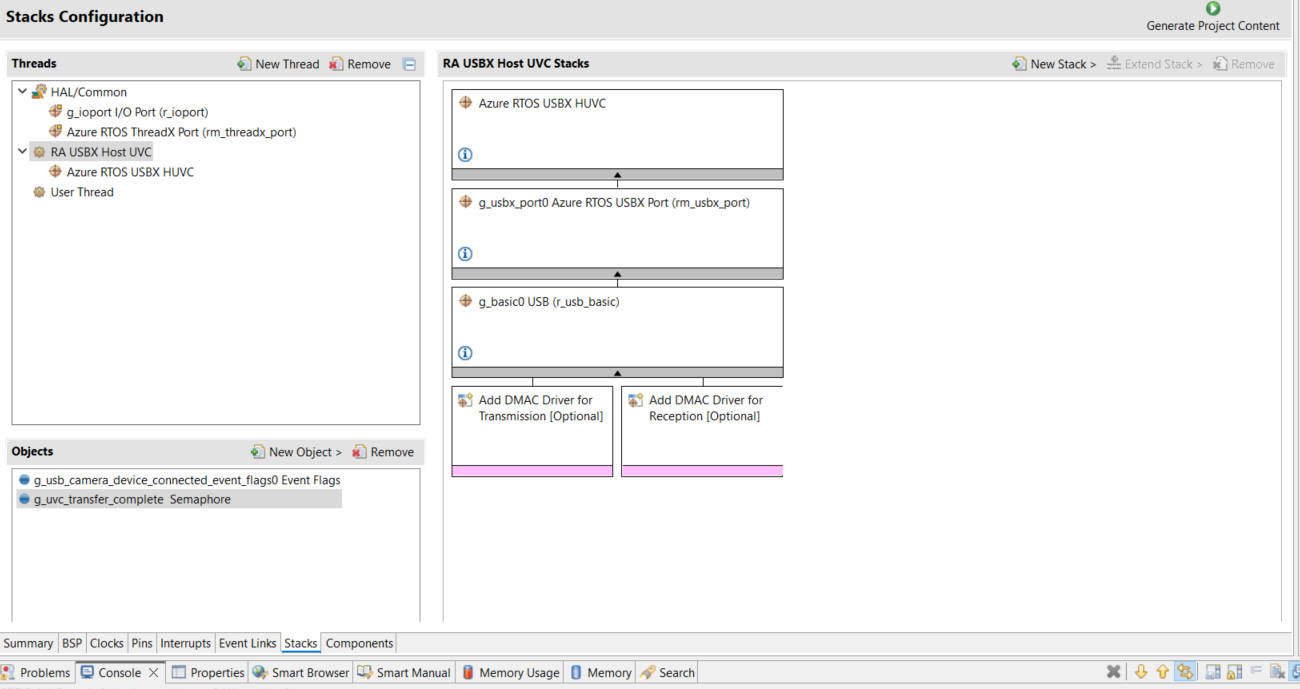 Stacks Configuration
Generate Project Content
Threads
New Thread
Remove
HAL/Common
g_ioport I/O Port (r_ioport)
Azure RTOS ThreadX Port (rm_threadx_port)
RA USBX Host UVC
Azure RTOS USBX HUVC
User Thread
Objects
New Object >
Remove
g_usb_camera_device_connected_event_flags0 Event Flags
g_uvc_transfer_complete Semaphore
RA USBX Host UVC Stacks
New Stack >
Extend Stack >
Remove
Azure RTOS USBX HUVC
g_usbx_port0 Azure RTOS USBX Port (rm_usbx_port)
g_basic0 USB (r_usb_basic)
Add DMAC Driver for
Transmission [Optional]
Add DMAC Driver for
Reception [Optional]
Summary BSP Clocks Pins Interrupts Event Links Stacks Components
Problems Console Properties Smart Browser Smart Manual Memory Usage Memory Search